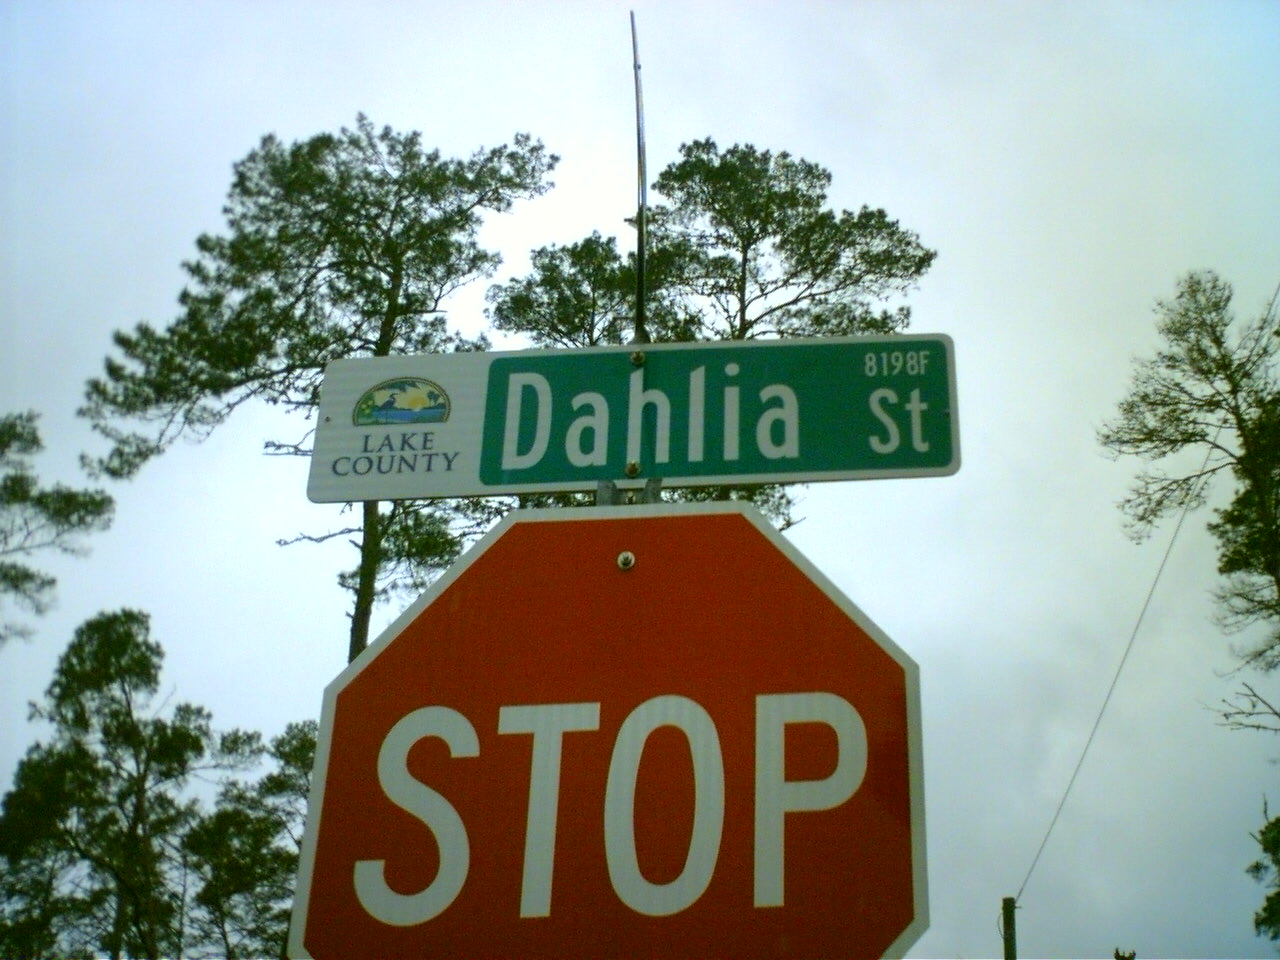 LAKE
COUNTY
Dahlia St
8198F
STOP